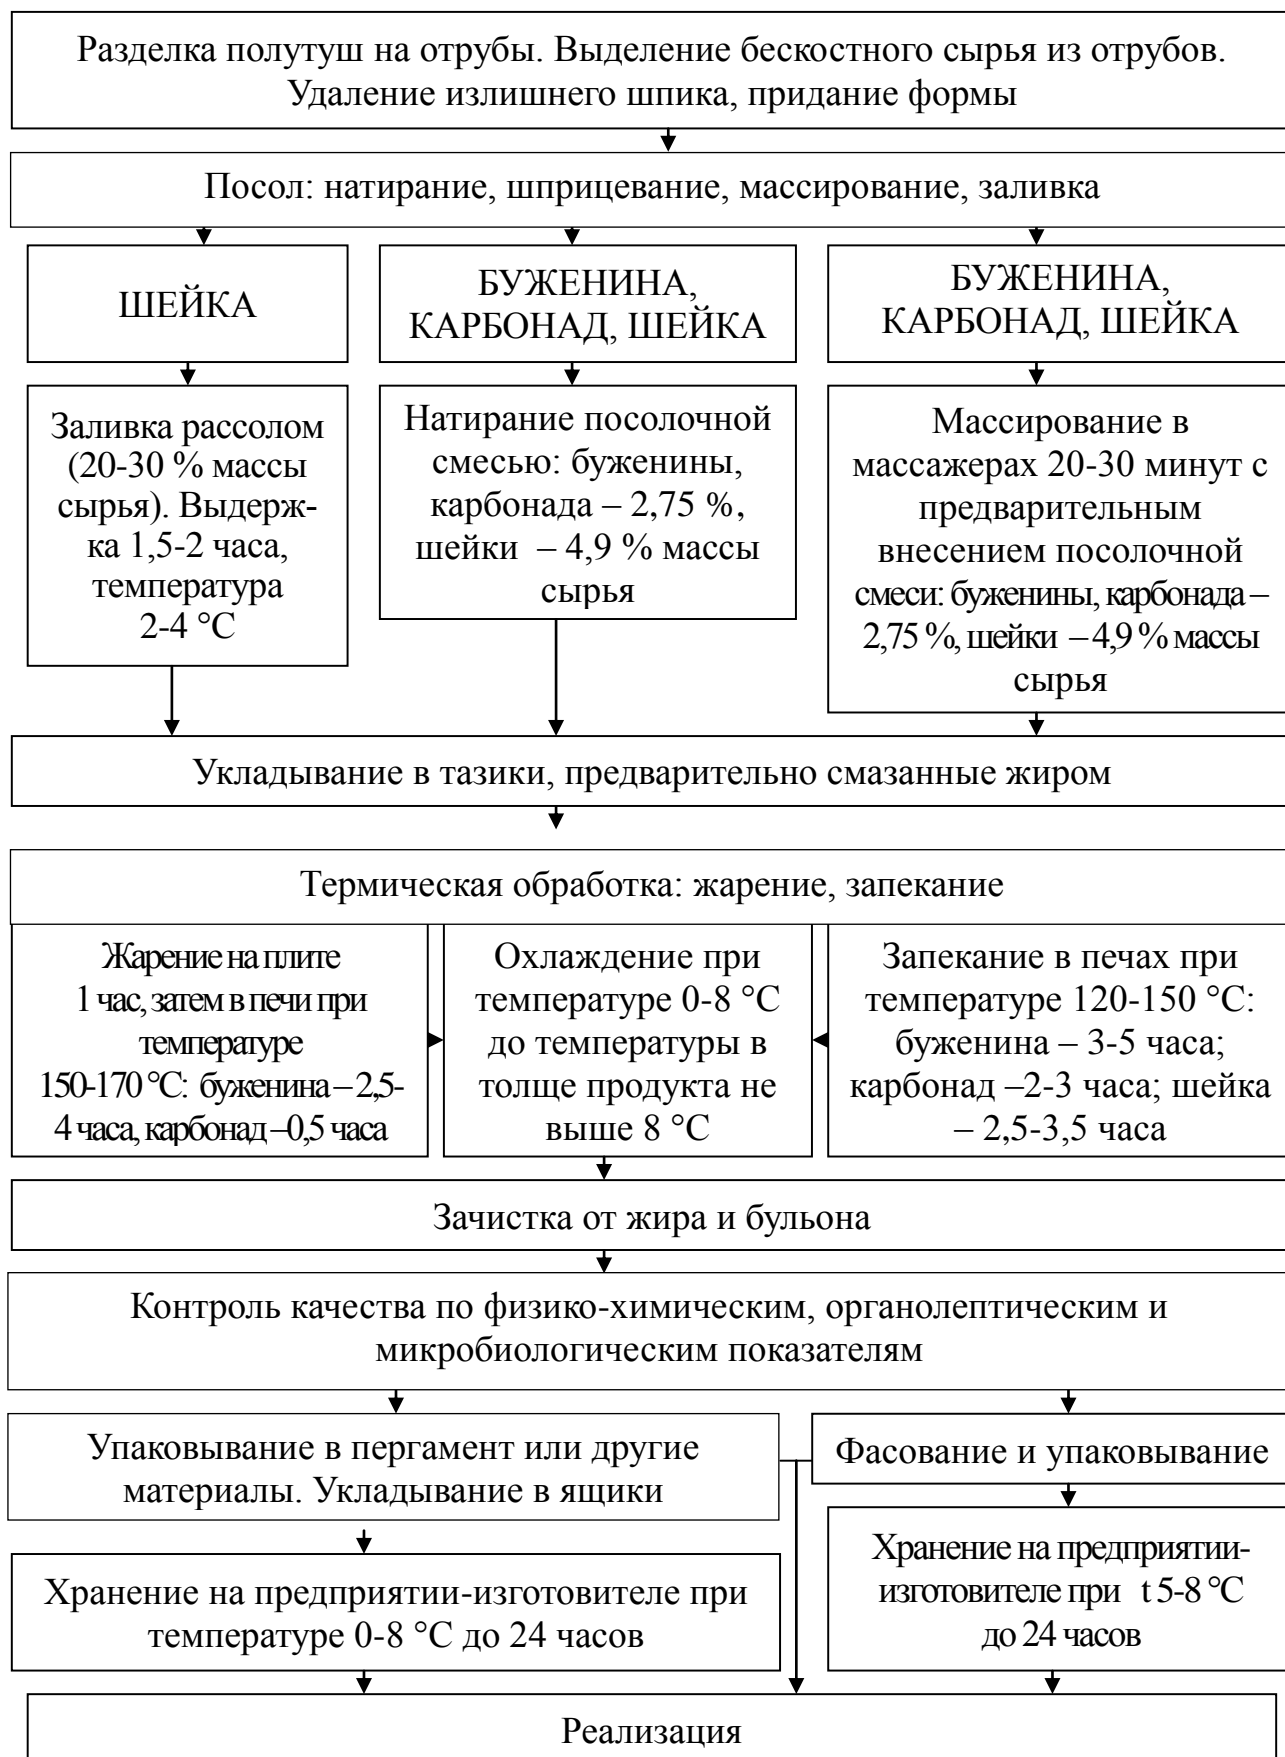 Разделка полутуш на отрубы. Выделение бескостного сырья из отрубов.
Удаление излишнего шпика, придание формы
Посол: натирание, шприцевание, массирование, заливка
ШЕЙКА
БУЖЕНИНА,
КАРБОНАД, ШЕЙКА
БУЖЕНИНА,
КАРБОНАД, ШЕЙКА
Заливка рассолом
(20-30 % массы
сырья). Выдерж-
ка 1,5-2 часа,
температура
2-4 °С
Натирание посолочной
смесью: буженины,
карбонада – 2,75 %,
шейки – 4,9 % массы
сырья
Массирование в
массажерах 20-30 минут с
предварительным
внесением посолочной
смеси: буженины, карбонада –
2,75 %, шейки – 4,9 % массы
сырья
Укладывание в тазики, предварительно смазанные жиром
Термическая обработка: жарение, запекание
Жарение на плите
1 час, затем в печи при
температуре
150-170 °С: буженина – 2,5-
4 часа, карбонад –0,5 часа
Охлаждение при
температуре 0-8 °С
до температуры в
толще продукта не
выше 8 °С
Запекание в печах при
температуре 120-150 °С:
буженина – 3-5 часа;
карбонад –2-3 часа; шейка
– 2,5-3,5 часа
Зачистка от жира и бульона
Контроль качества по физико-химическим, органолептическим и
микробиологическим показателям
Упаковывание в пергамент или другие
материалы. Укладывание в ящики
Фасование и упаковывание
Хранение на предприятии-изготовителе при
температуре 0-8 °С до 24 часов
Хранение на предприятии-
изготовителе при t 5-8 °С
до 24 часов
Реализация